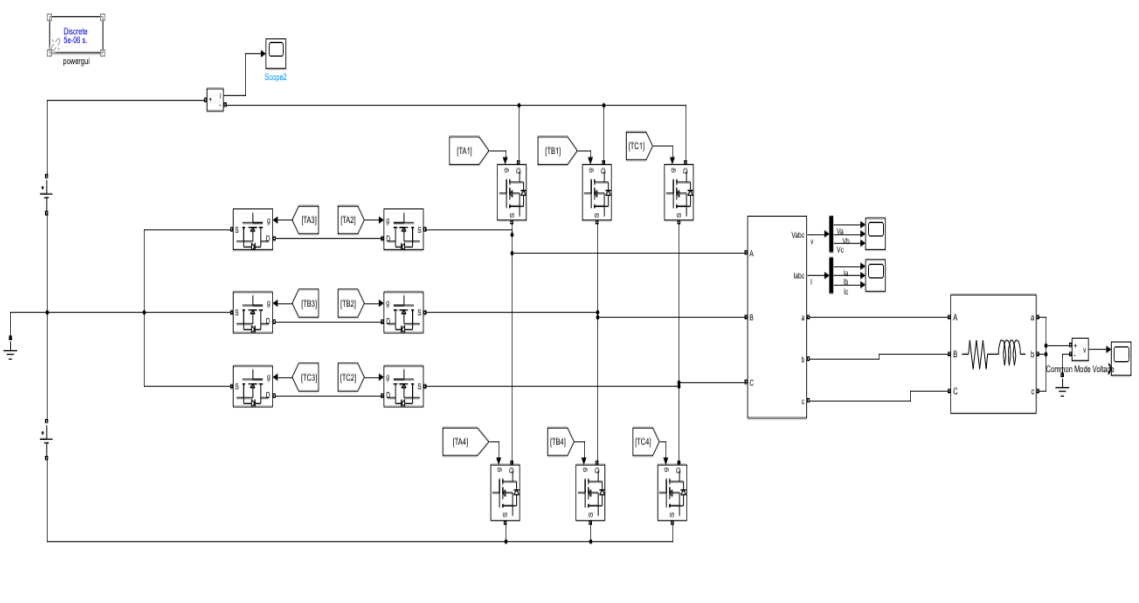 Discrete
5e-06 s.
powergui
Scope2
[TA1]
[TB1]
[TC1]
[TA3]
[TA2]
[TB3]
[TB2]
[TC3]
[TC2]
[TA4]
[TB4]
[TC4]
g
D
S
g
D
S
g
D
S
S
g
D
g
D
S
S
g
D
g
D
S
S
g
D
g
D
S
g
D
S
g
D
S
g
D
S
Vabc
v
Iabc
I
A
B
C
a
b
c
Va
Vb
Vc
Ia
Ib
Ic
A
B
C
a
b
c
+
-
v
Common Mode Voltage